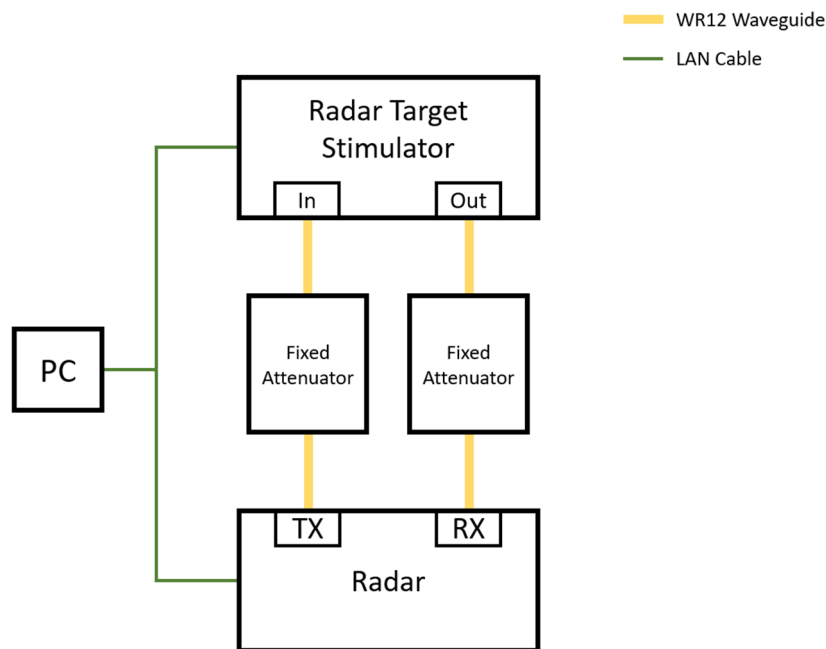 WR12 Waveguide
LAN Cable
Radar Target
Stimulator
In
Out
Fixed
Attenuator
Fixed
Attenuator
PC
TX
RX
Radar